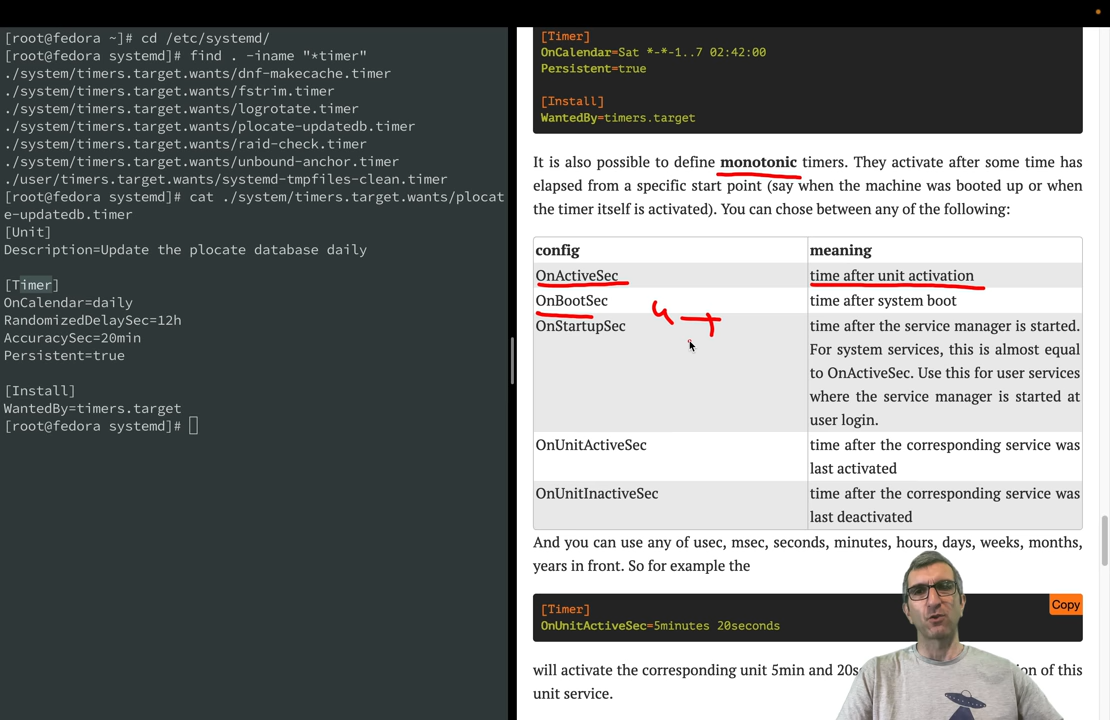 [root@fedora ~]# cd /etc/systemd/
[root@fedora systemd]# find . -iname "*timer"
./system/timers.target.wants/dnf-makecache.timer
./system/timers.target.wants/fstrim.timer
./system/timers.target.wants/logrotate.timer
./system/timers.target.wants/plocate-updatedb.timer
./system/timers.target.wants/raid-check.timer
./system/timers.target.wants/unbound-anchor.timer
./user/timers.target.wants/systemd-tmpfiles-clean.timer
[root@fedora systemd]# cat ./system/timers.target.wants/plocat
e-updatedb.timer
[Unit]
Description=Update the plocate database daily
[Timer]
OnCalendar=daily
RandomizedDelaySec=12h
AccuracySec=20min
Persistent=true
[Install]
WantedBy=timers.target
[root@fedora systemd]#
[Timer]
OnCalendar=Sat *-*-1..7 02:42:00
Persistent=true
[Install]
WantedBy=timers.target
It is also possible to define monotonic timers. They activate after some time has
elapsed from a specific start point (say when the machine was booted up or when
the timer itself is activated). You can chose between any of the following:
config meaning
OnActiveSec time after unit activation
OnBootSec time after system boot
OnStartupSec time after the service manager is started.
For system services, this is almost equal
to OnActiveSec. Use this for user services
where the service manager is started at
user login.
OnUnitActiveSec time after the corresponding service was
last activated
OnUnitInactiveSec time after the corresponding service was
last deactivated
And you can use any of usec, msec, seconds, minutes, hours, days, weeks, months,
years in front. So for example the
Copy
[Timer]
OnUnitActiveSec=5minutes 20seconds
will activate the corresponding unit 5min and on of this
unit service.